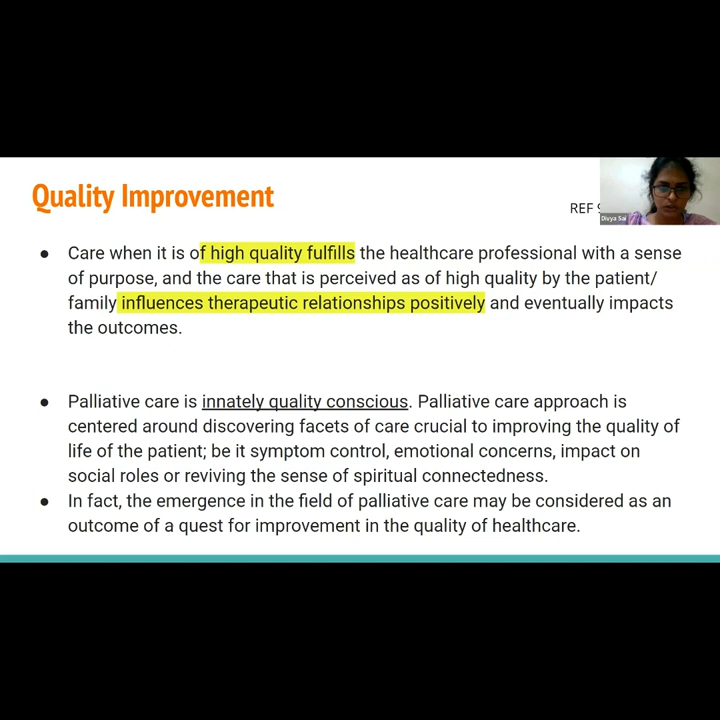 Quality Improvement
REF 9
Divya Sai
● Care when it is of high quality fulfills the healthcare professional with a sense
of purpose, and the care that is perceived as of high quality by the patient/
family influences therapeutic relationships positively and eventually impacts
the outcomes.
● Palliative care is innately quality conscious. Palliative care approach is
centered around discovering facets of care crucial to improving the quality of
life of the patient; be it symptom control, emotional concerns, impact on
social roles or reviving the sense of spiritual connectedness.
● In fact, the emergence in the field of palliative care may be considered as an
outcome of a quest for improvement in the quality of healthcare.